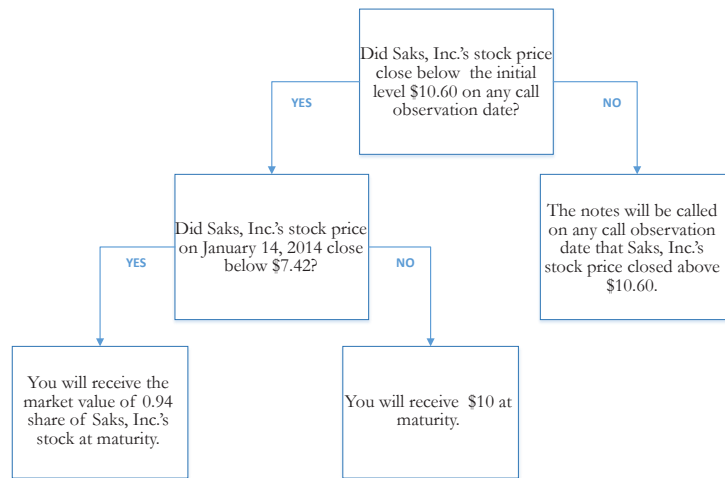 Did Saks, Inc.'s stock price
close below the initial
level $10.60 on any call
observation date?
YES
NO
Did Saks, Inc.'s stock price
on January 14, 2014 close
below $7.42?
The notes will be called
on any call observation
date that Saks, Inc.'s
stock price closed above
$10.60.
YES
NO
You will receive the
market value of 0.94
share of Saks, Inc.'s
stock at maturity.
You will receive $10 at
maturity.